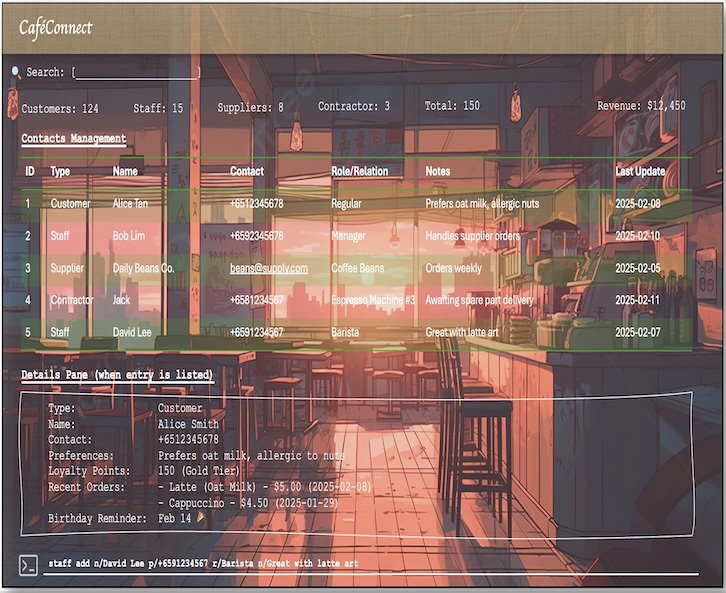 CaféConnect
Search: [____________________]
Customers: 124 Staff: 15 Suppliers: 8 Contractor: 3 Total: 150 Revenue: $12,450
Contacts Management
ID Type Name Contact Role/Relation Notes Last Update
1 Customer Alice Tan +6512345678 Regular Prefers oat milk, allergic nuts 2025-02-08
2 Staff Bob Lim +6592345678 Manager Handles supplier orders 2025-02-10
3 Supplier Daily Beans Co. beans@supply.com Coffee Beans Orders weekly 2025-02-05
4 Contractor Jack +6581234567 Espresso Machine #3 Awaiting spare part delivery 2025-02-11
5 Staff David Lee +6591234567 Barista Great with latte art 2025-02-07
Details Pane (when entry is listed)
Type: Customer
Name: Alice Smith
Contact: +6512345678
Preferences: Prefers oat milk, allergic to nuts
Loyalty Points: 150 (Gold Tier)
Recent Orders: - Latte (Oat Milk) - $5.00 (2025-02-08)
- Cappuccino - $4.50 (2025-01-29)
Birthday Reminder: Feb 14 🎉
>_ staff add n/David Lee p/+6591234567 r/Barista n/Great with latte art